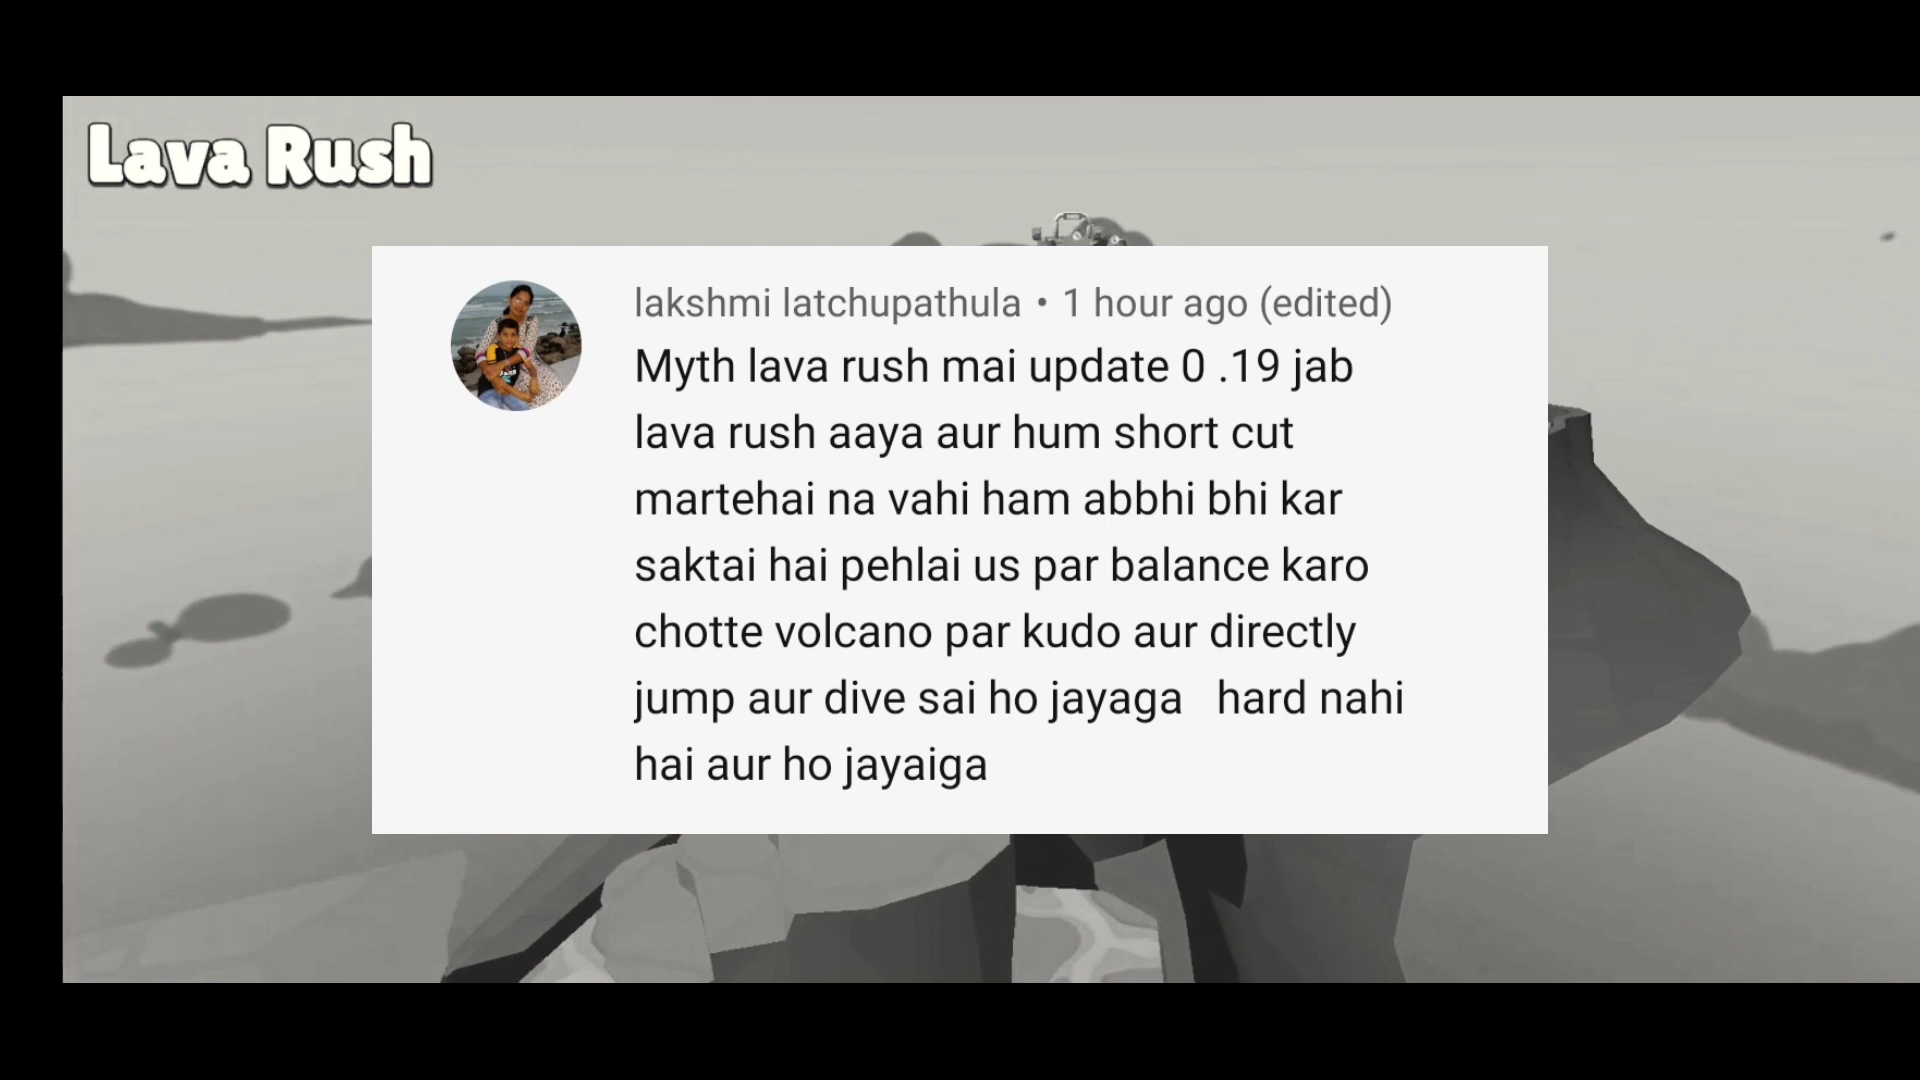 Lava Rush
lakshmi latchupathula • 1 hour ago (edited)
Myth lava rush mai update 0 .19 jab
lava rush aaya aur hum short cut
martehai na vahi ham abbhi bhi kar
saktai hai pehlai us par balance karo
chotte volcano par kudo aur directly
jump aur dive sai ho jayaga   hard nahi
hai aur ho jayaiga